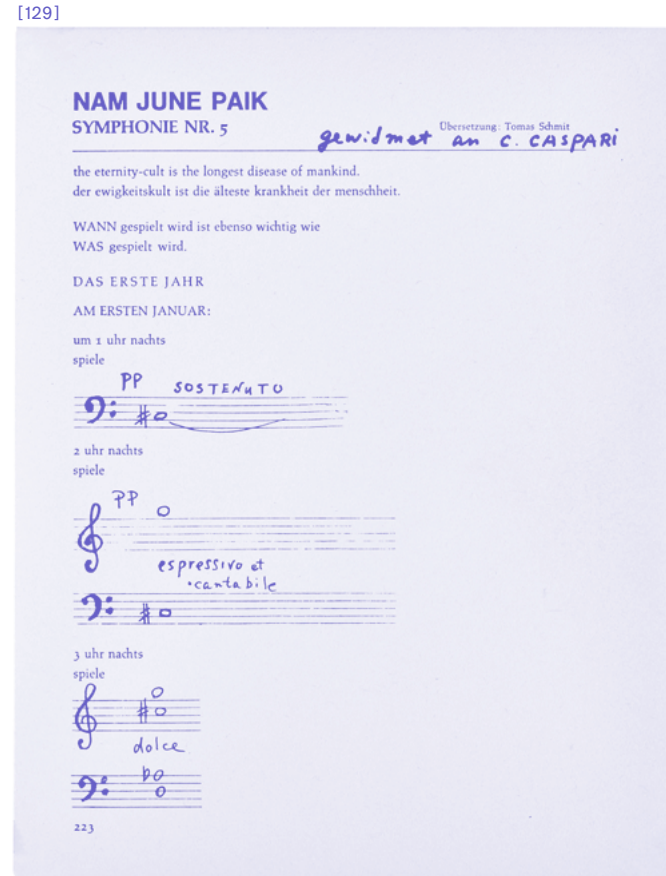 [129]
NAM JUNE PAIK
SYMPHONIE NR. 5
Übersetzung: Tomas Schmit
gewidmet an C. CASPARI
the eternity-cult is the longest disease of mankind.
der ewigkeitskult ist die älteste krankheit der menschheit.
WANN gespielt wird ist ebenso wichtig wie
WAS gespielt wird.
DAS ERSTE JAHR
AM ERSTEN JANUAR:
um 1 uhr nachts
spiele
PP SOSTENUTO
2 uhr nachts
spiele
PP
espressivo et
cantabile
3 uhr nachts
spiele
dolce
223